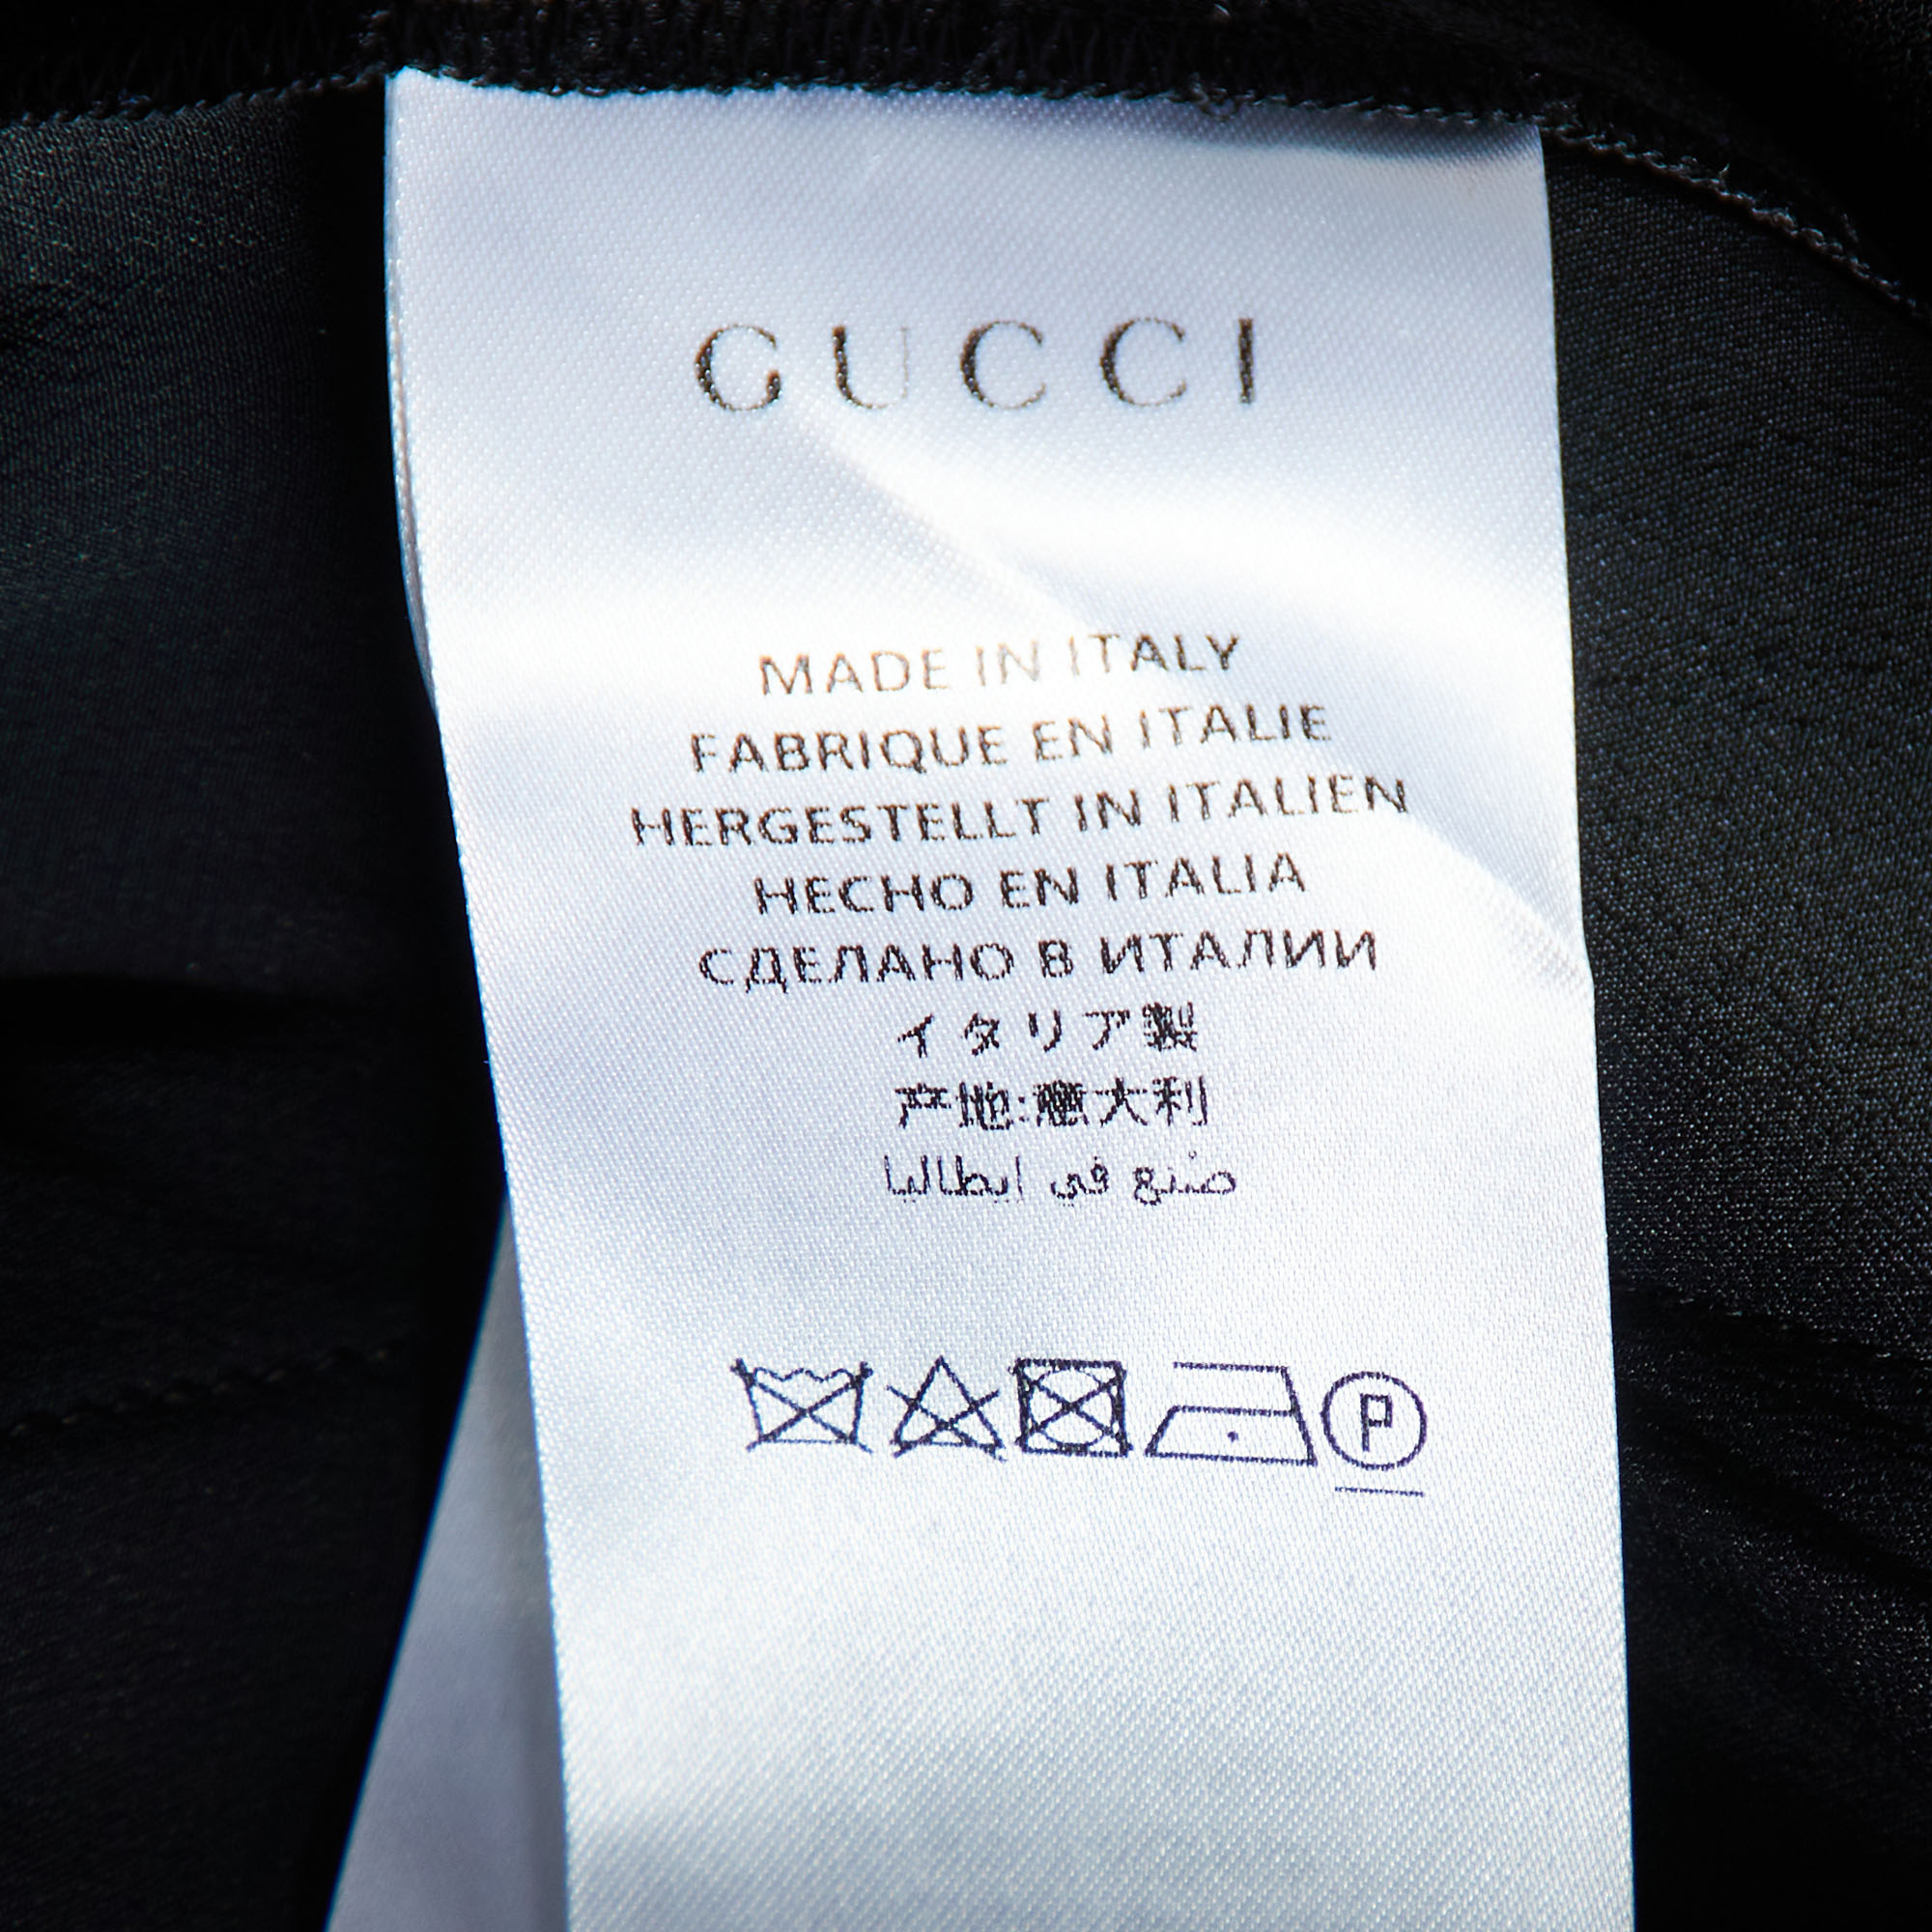 GUCCI
MADE IN ITALY
FABRIQUE EN ITALIE
HERGESTELLT IN ITALIEN
HECHO EN ITALIA
СДЕЛАНО В ИТАЛИИ
イタリア製
产地:意大利
صنع في ايطاليا
P